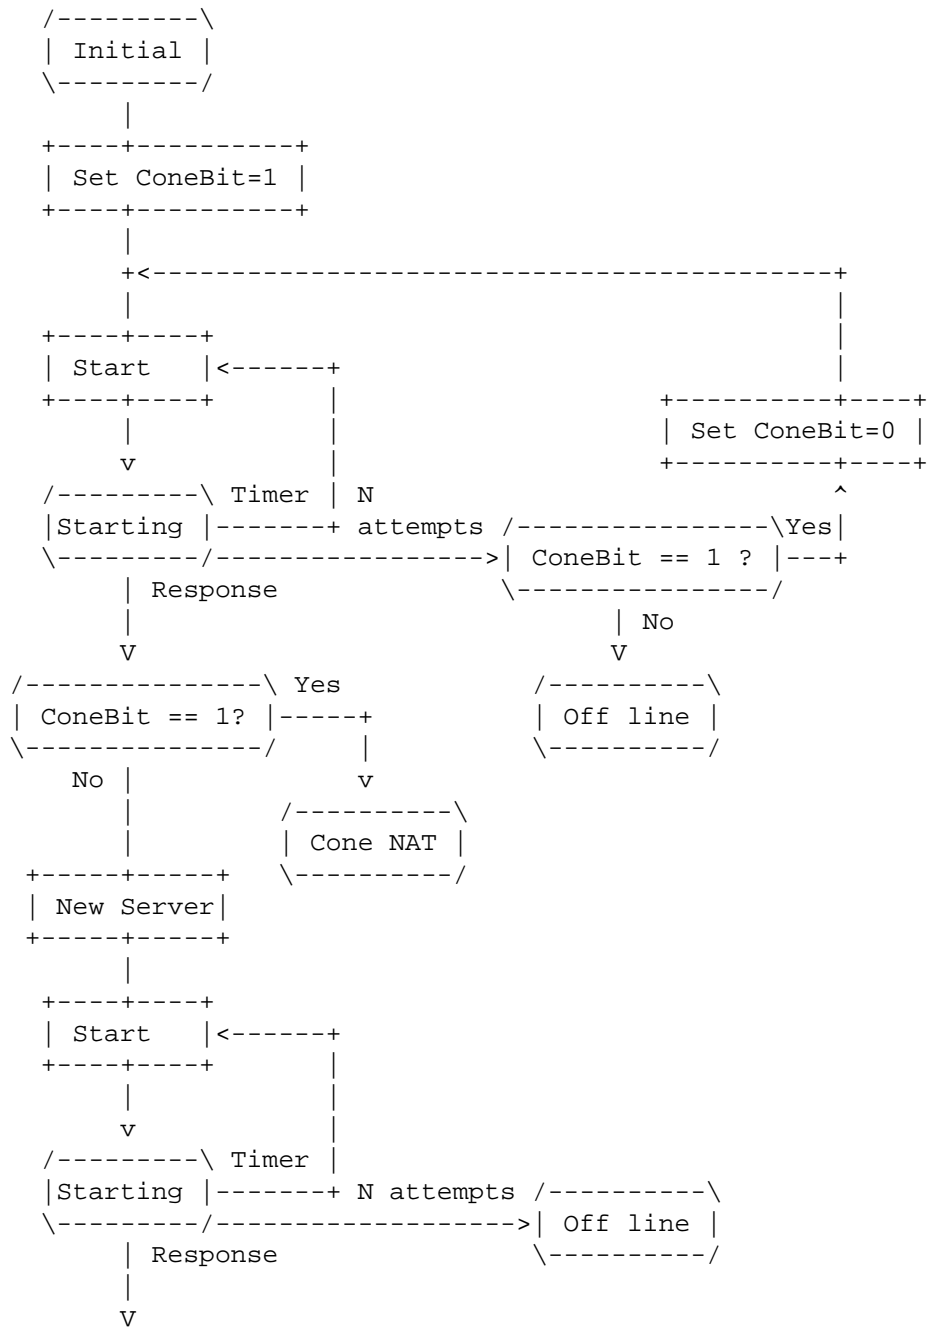 /---------\
| Initial |
\---------/
     |
+----+----------+
| Set ConeBit=1 |
+----+----------+
     |
     +<-------------------------------------------+
     |                                            |
+----+----+                                       |
| Start   |<------+                               |
+----+----+       |                    +----------+----+
     |            |                    | Set ConeBit=0 |
     v            |                    +----------+----+
/---------\ Timer | N                             ^
|Starting |-------+ attempts /----------------\Yes|
\---------/----------------->| ConeBit == 1 ? |---+
     | Response              \----------------/
     |                              | No
     V                              V
/---------------\ Yes            /----------\
| ConeBit == 1? |-----+          | Off line |
\---------------/     |          \----------/
  No |                v
     |           /----------\
     |           | Cone NAT |
+-----+-----+    \----------/
| New Server|
+-----+-----+
     |
+----+----+
| Start   |<------+
+----+----+       |
     |            |
     v            |
/---------\ Timer |
|Starting |-------+ N attempts /----------\
\---------/------------------->| Off line |
     | Response                \----------/
     |
     V